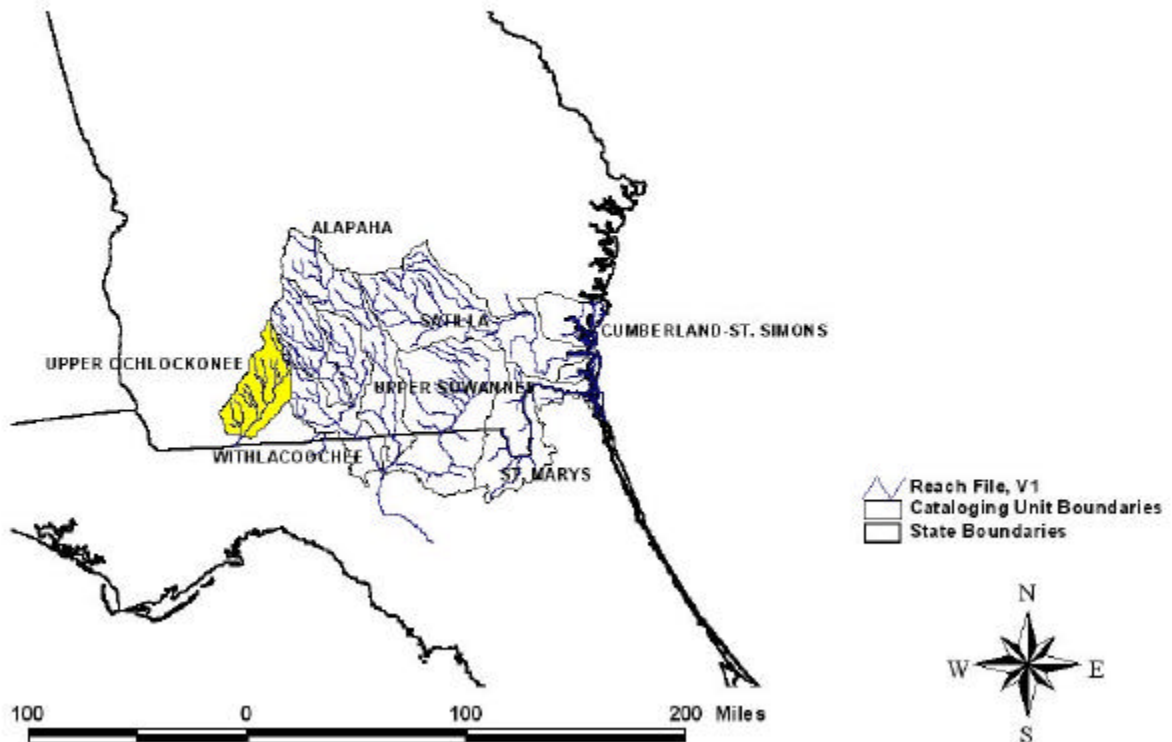 ALAPAHA
SATILLA
CUMBERLAND-ST. SIMONS
UPPER OCHLOCKONEE
UPPER SUWANNEE
WITHLACOOCHEE
ST. MARYS
Reach File, V1
Cataloging Unit Boundaries
State Boundaries
N
W E
S
100 0 100 200 Miles